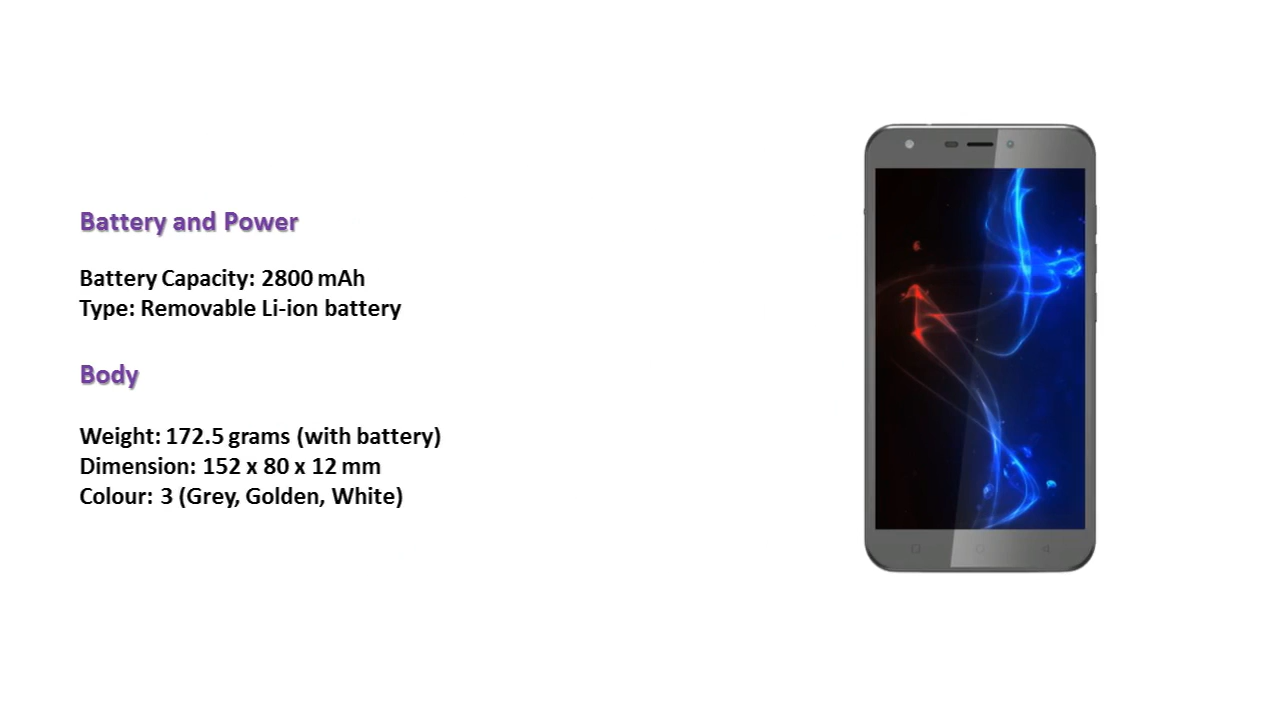 Battery and Power
Battery Capacity: 2800 mAh
Type: Removable Li-ion battery
Body
Weight: 172.5 grams (with battery)
Dimension: 152 x 80 x 12 mm
Colour: 3 (Grey, Golden, White)